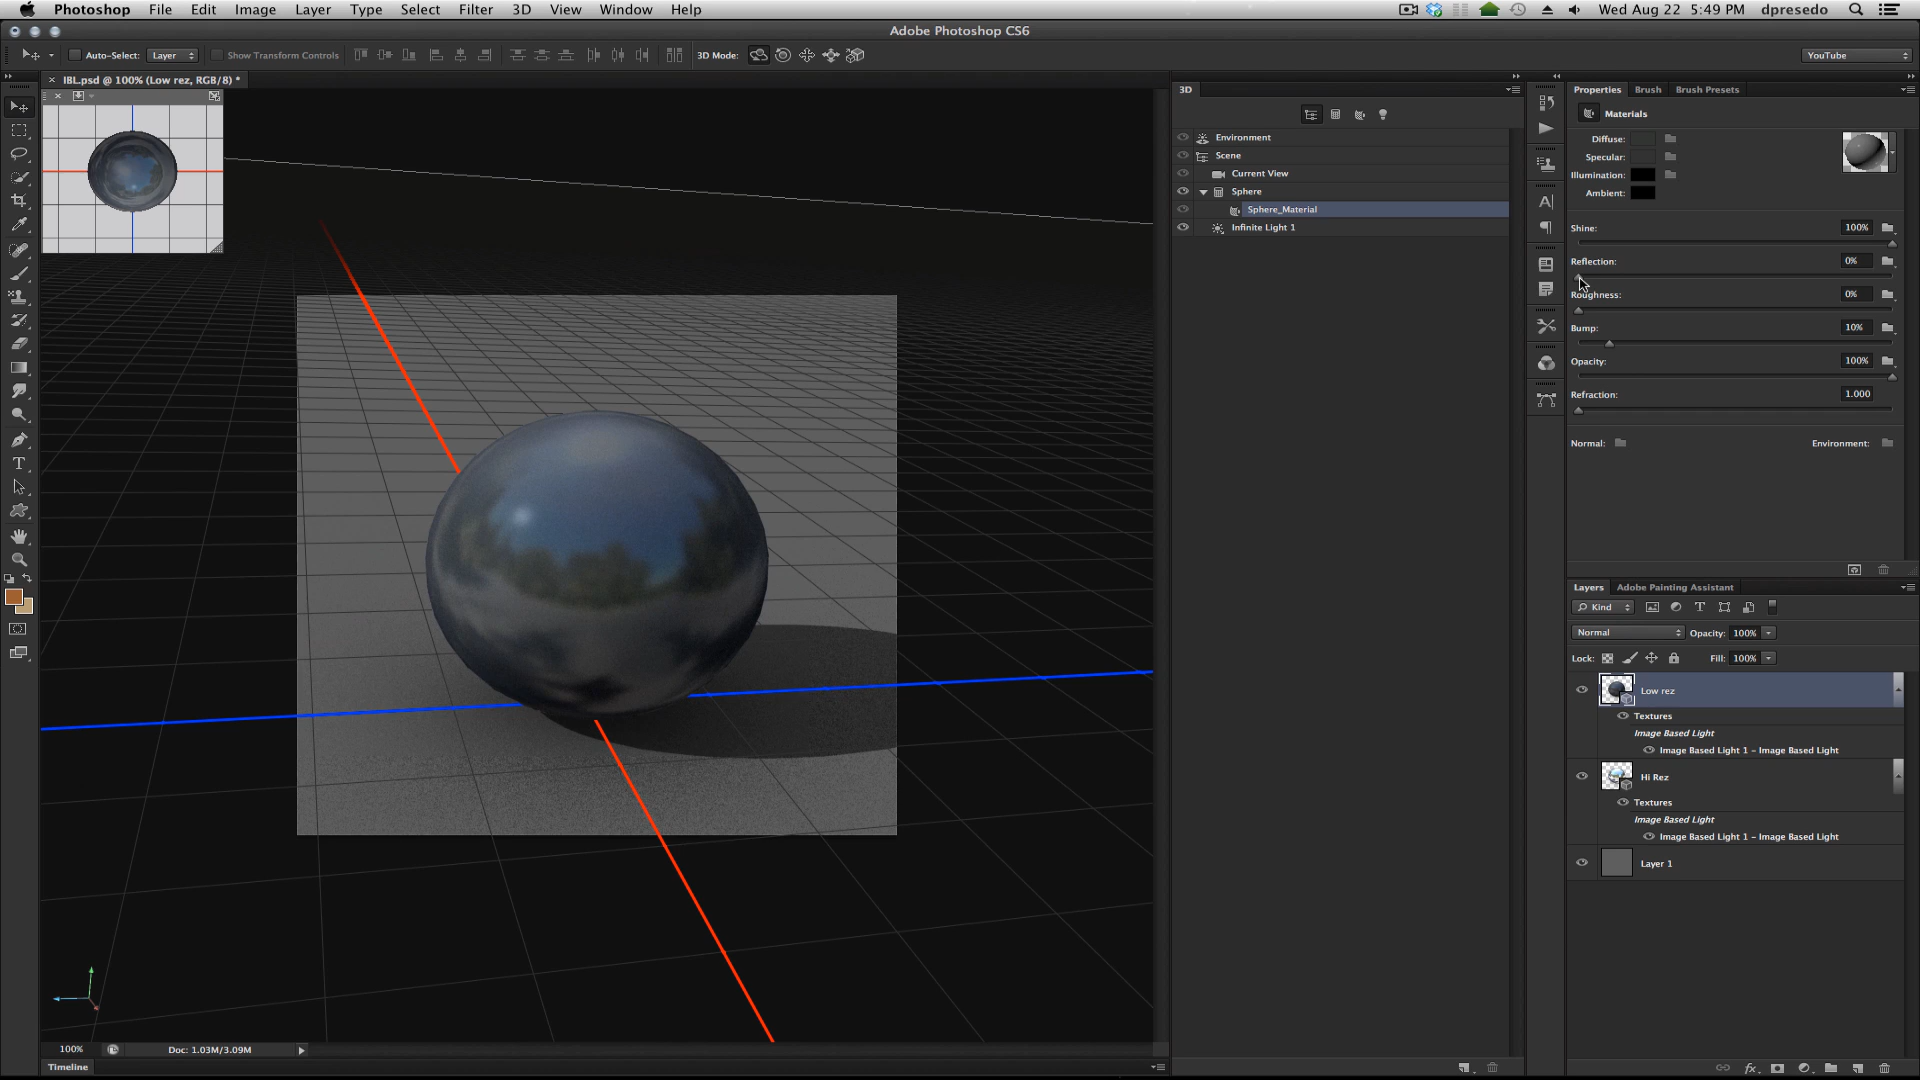 Photoshop File Edit Image Layer Type Select Filter 3D View Window Help Wed Aug 22 5:49 PM dpresedo
Adobe Photoshop CS6
Auto-Select: Layer Show Transform Controls 3D Mode: YouTube
IBL.psd @ 100% (Low rez, RGB/8) *
3D
Environment
Scene
Current View
Sphere
Sphere_Material
Infinite Light 1
Properties Brush Brush Presets
Materials
Diffuse:
Specular:
Illumination:
Ambient:
Shine: 100%
Reflection: 0%
Roughness: 0%
Bump: 10%
Opacity: 100%
Refraction: 1.000
Normal: Environment:
Layers Adobe Painting Assistant
Kind
Normal Opacity: 100%
Lock: Fill: 100%
Low rez
Textures
Image Based Light
Image Based Light 1 - Image Based Light
Hi Rez
Textures
Image Based Light
Image Based Light 1 - Image Based Light
Layer 1
100% Doc: 1.03M/3.09M
Timeline